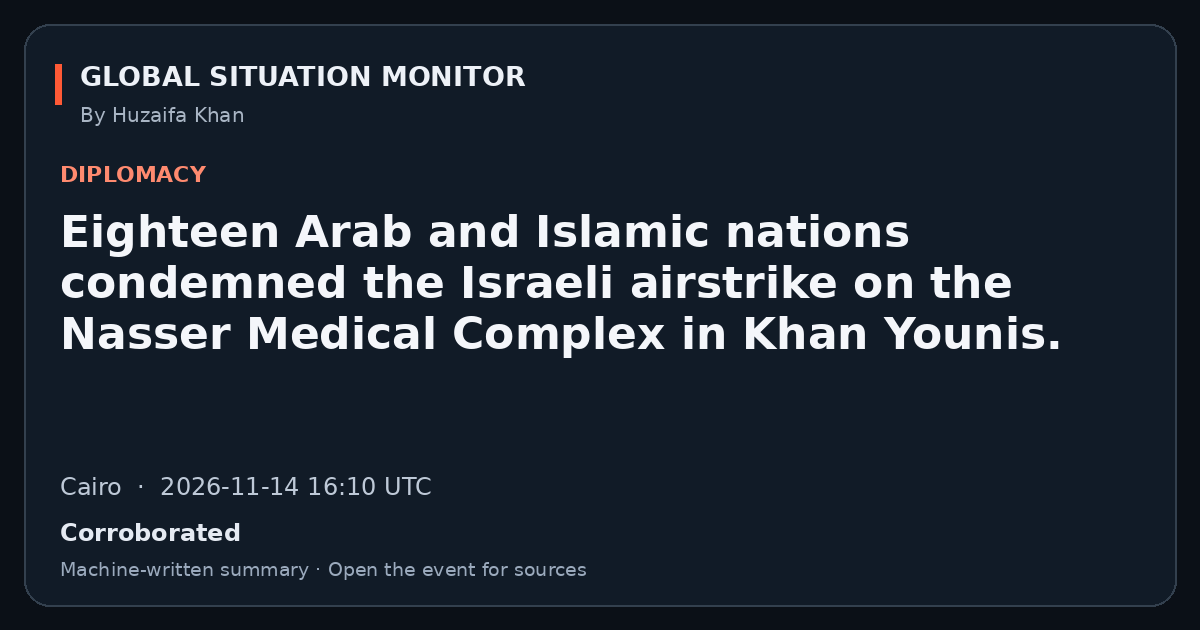 GLOBAL SITUATION MONITOR
By Huzaifa Khan
DIPLOMACY
Eighteen Arab and Islamic nations
condemned the Israeli airstrike on the
Nasser Medical Complex in Khan Younis.
Cairo · 2026-11-14 16:10 UTC
Corroborated
Machine-written summary · Open the event for sources